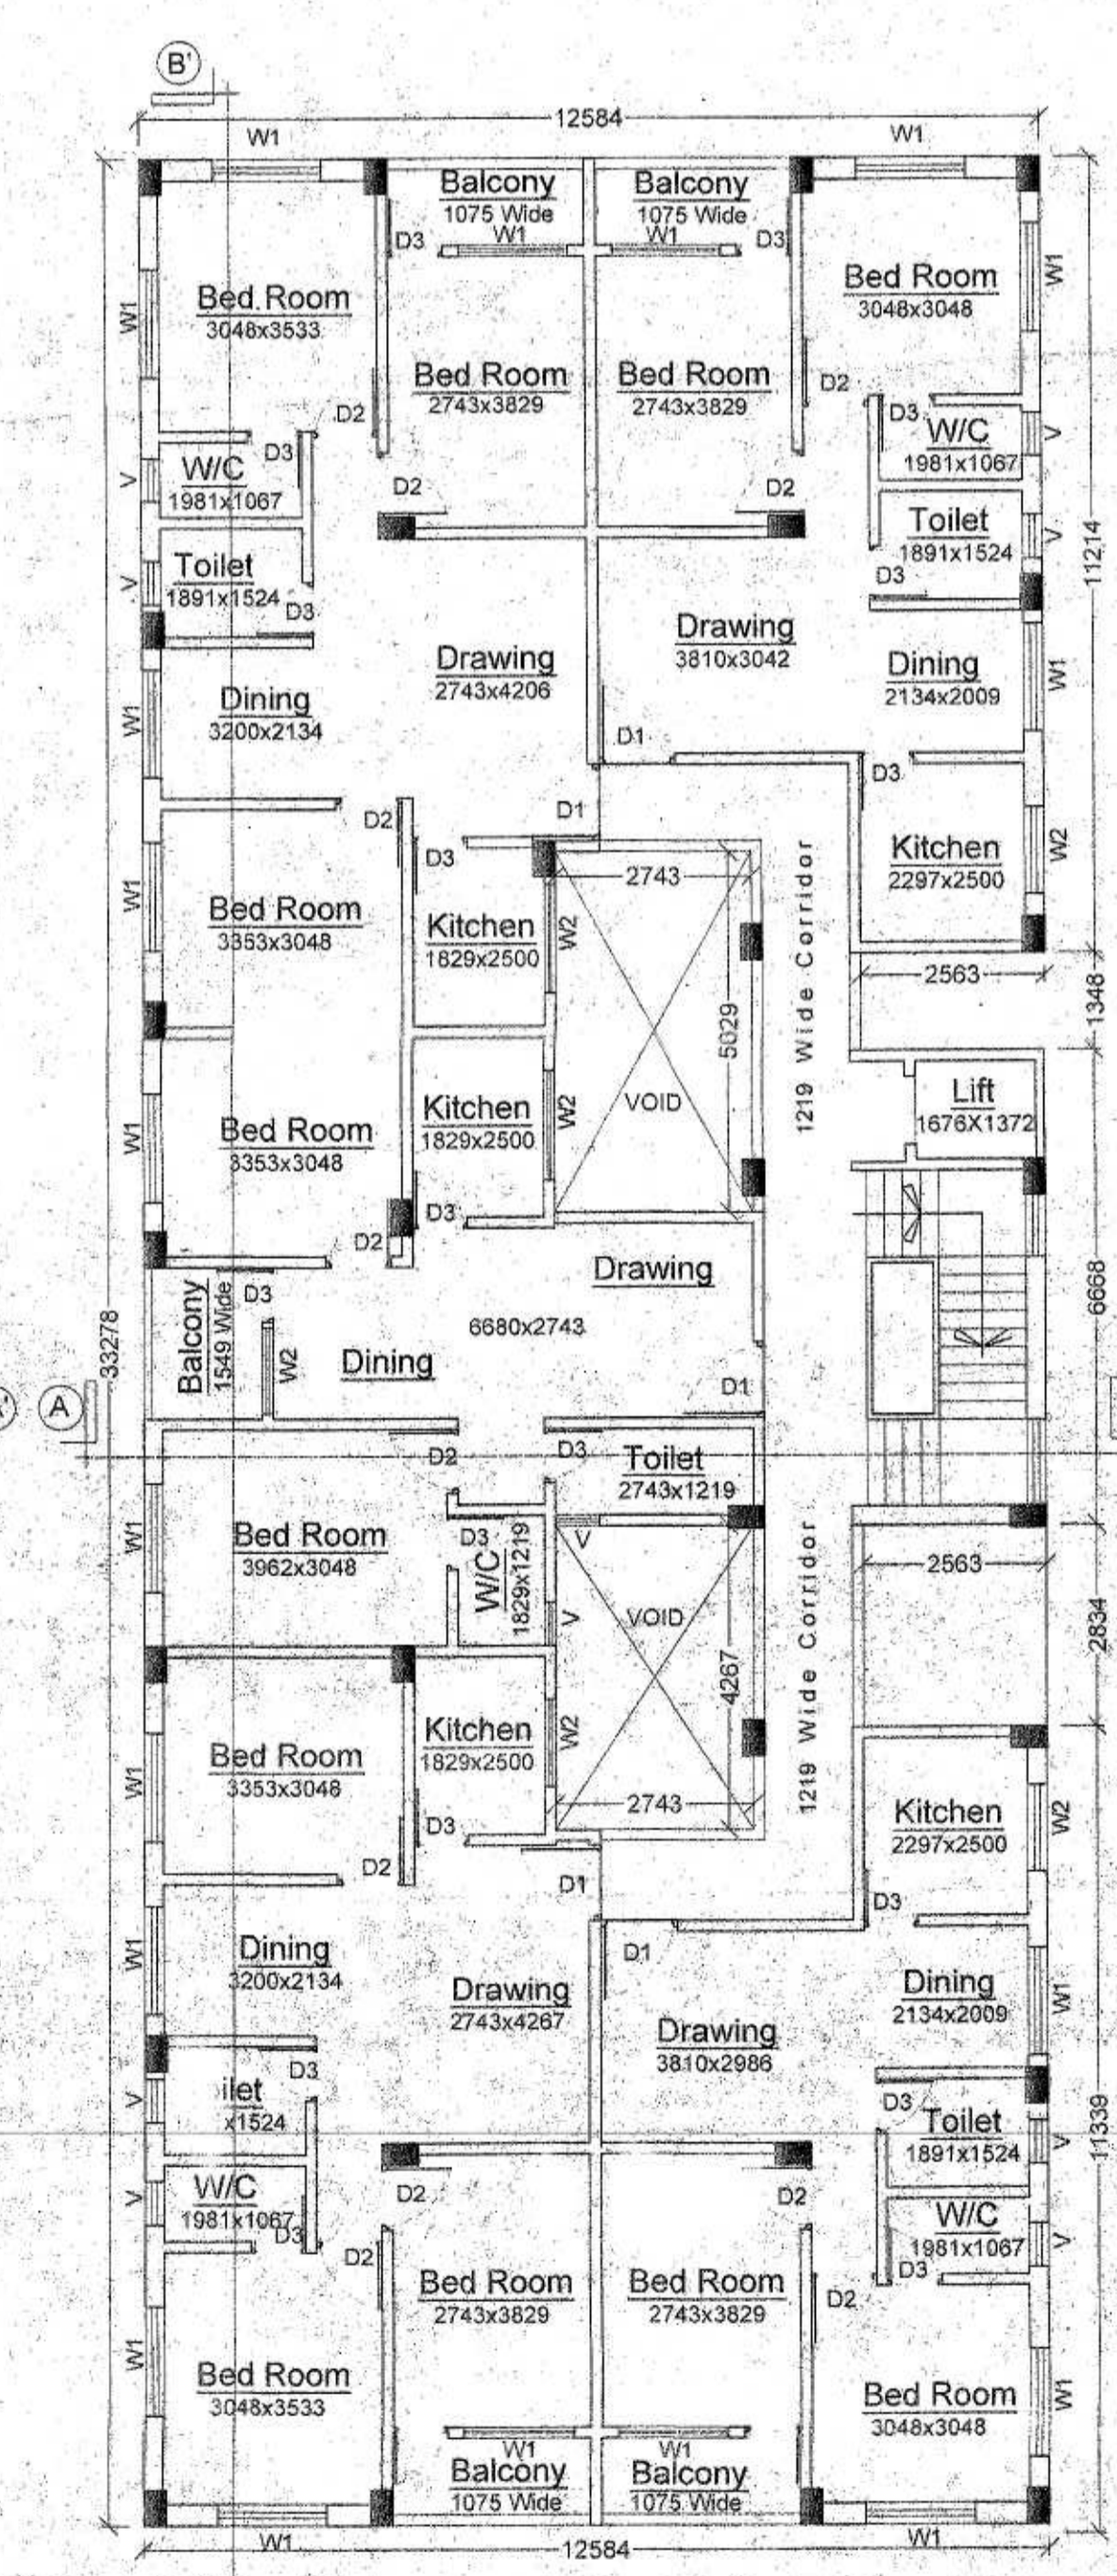 B'
12584
W1
W1
Balcony
1075 Wide
W1
Balcony
1075 Wide
W1
D3
D3
Bed Room
3048x3533
Bed Room
3048x3048
W1
W1
Bed Room
2743x3829
Bed Room
2743x3829
D2
D2
D3
D3
W/C
1981x1067
W/C
1981x1067
V
V
D2
D2
Toilet
1891x1524
Toilet
1891x1524
V
V
D3
D3
11214
Drawing
2743x4206
Drawing
3810x3042
Dining
2134x2009
W1
Dining
3200x2134
W1
D1
D3
D2
D1
D3
Kitchen
2297x2500
W2
2743
Bed Room
3353x3048
W1
Kitchen
1829x2500
W2
1219 Wide Corridor
2563
1348
5029
VOID
Kitchen
1829x2500
W2
Lift
1676X1372
Bed Room
3353x3048
W1
D3
D2
Drawing
6680x2743
Dining
D3
Balcony
1549 Wide
W2
33278
6668
A
D1
D2
D3
Toilet
2743x1219
Bed Room
3962x3048
W1
D3
W/C
1829x1219
V
V
VOID
4267
2743
1219 Wide Corridor
2563
2834
Bed Room
3353x3048
W1
Kitchen
1829x2500
W2
D3
D2
D1
Kitchen
2297x2500
W2
D3
D1
Dining
3200x2134
W1
Drawing
2743x4267
Drawing
3810x2986
Dining
2134x2009
W1
D3
ilet
x1524
V
D3
Toilet
1891x1524
V
11339
W/C
1981x1067
V
D3
D2
D2
D2
W/C
1981x1067
V
D3
D2
Bed Room
2743x3829
Bed Room
2743x3829
Bed Room
3048x3533
W1
Bed Room
3048x3048
W1
W1
Balcony
1075 Wide
W1
Balcony
1075 Wide
W1
W1
12584